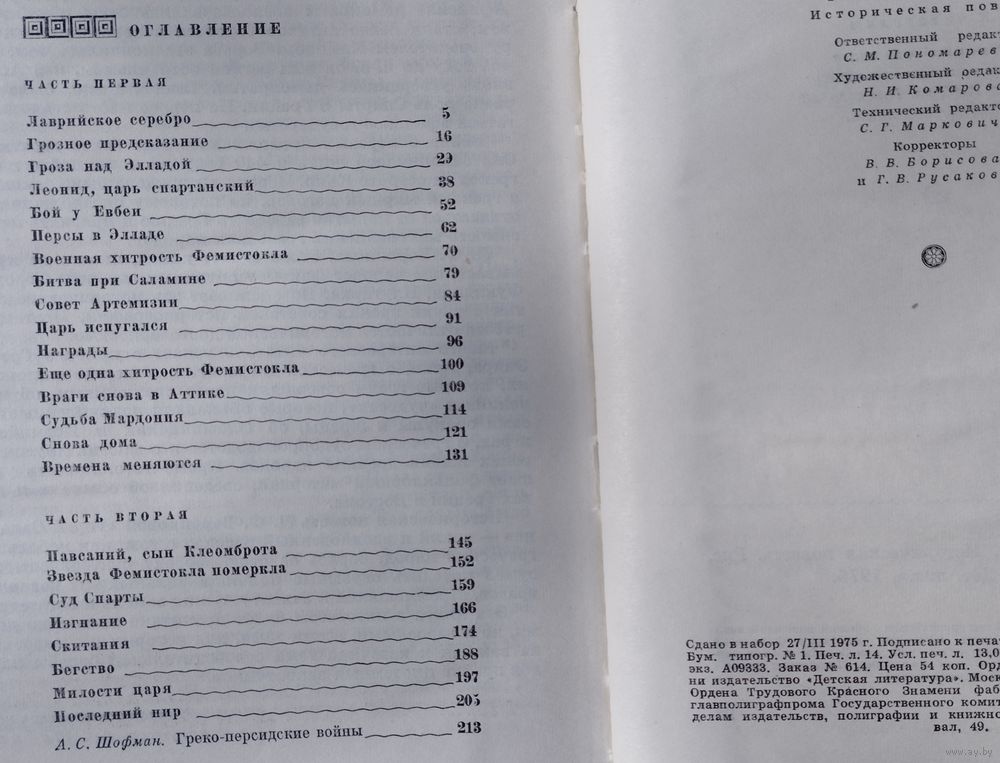 ОГЛАВЛЕНИЕ
ЧАСТЬ ПЕРВАЯ
Лаврийское серебро 5
Грозное предсказание 16
Гроза над Элладой 29
Леонид, царь спартанский 38
Бой у Евбеи 52
Персы в Элладе 62
Военная хитрость Фемистокла 70
Битва при Саламине 79
Совет Артемизии 84
Царь испугался 91
Награды 96
Еще одна хитрость Фемистокла 100
Враги снова в Аттике 109
Судьба Мардония 114
Снова дома 121
Времена меняются 131
ЧАСТЬ ВТОРАЯ
Павсаний, сын Клеомброта 145
Звезда Фемистокла померкла 152
Суд Спарты 159
Изгнание 166
Скитания 174
Бегство 188
Милости царя 197
Последний пир 205
А. С. Шофман. Греко-персидские войны 213
Историческая пов
Ответственный редакт
С. М. Пономарев
Художественный редак
Н. И. Комарова
Технический редакто
С. Г. Маркович
Корректоры
В. В. Борисова
и Г. В. Русаков
Сдано в набор 27/III 1975 г. Подписано к печат
Бум. типогр. № 1. Печ. л. 14. Усл. печ. л. 13,0
экз. А09333. Заказ № 614. Цена 54 коп. Орд
ни издательство «Детская литература». Моск
Ордена Трудового Красного Знамени фаб
главполиграфпрома Государственного комит
делам издательств, полиграфии и книжно
вал, 49.
www.ay.by